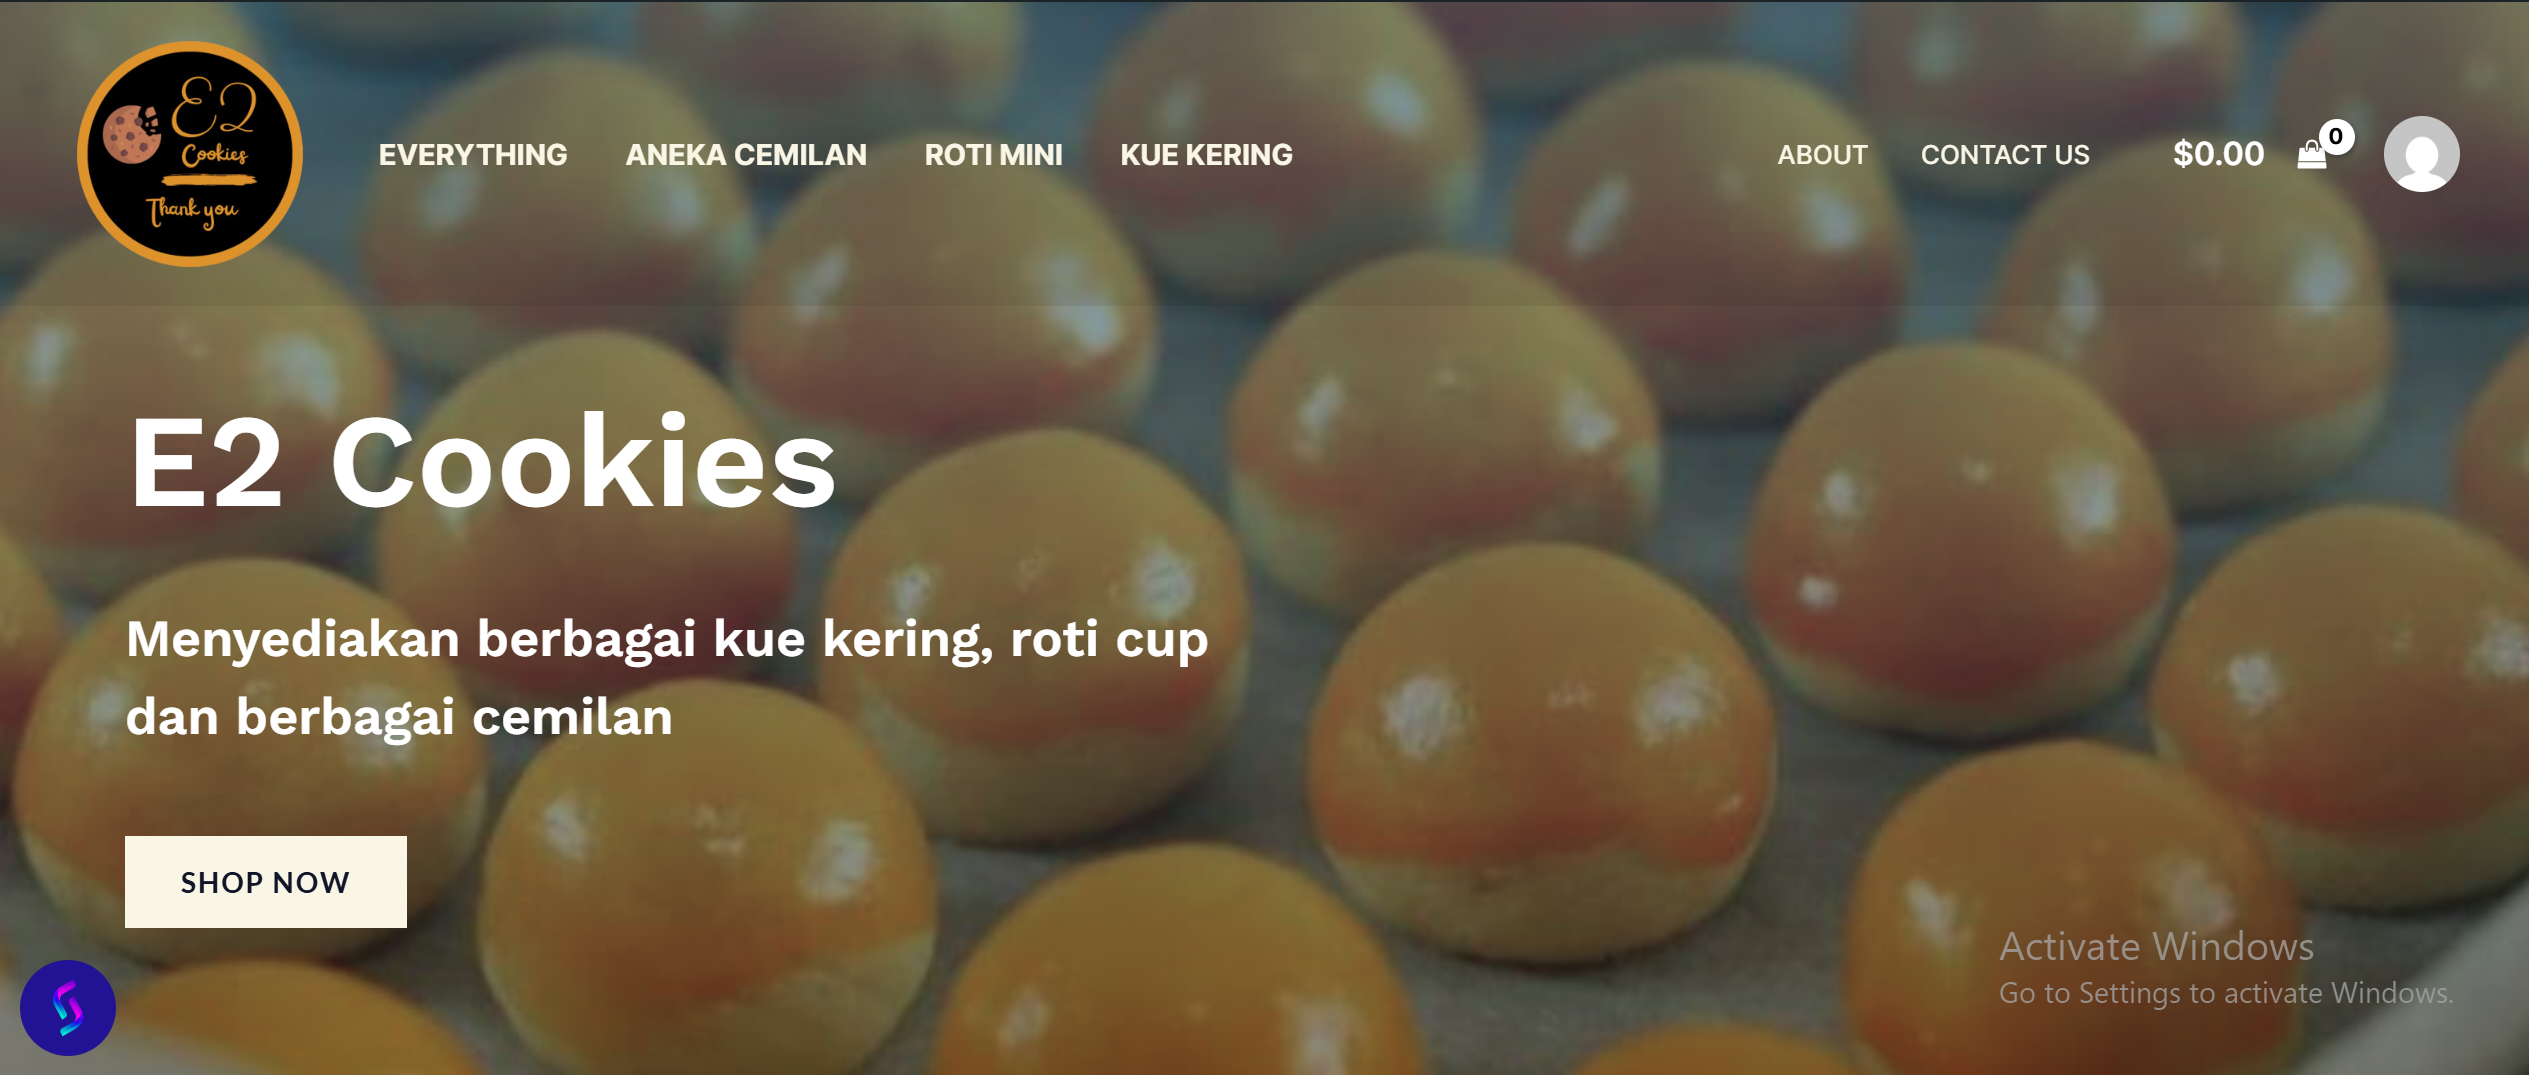 E2
Cookies
Thank you
EVERYTHING
ANEKA CEMILAN
ROTI MINI
KUE KERING
ABOUT
CONTACT US
$0.00
0
E2 Cookies
Menyediakan berbagai kue kering, roti cup
dan berbagai cemilan
SHOP NOW
Activate Windows
Go to Settings to activate Windows.